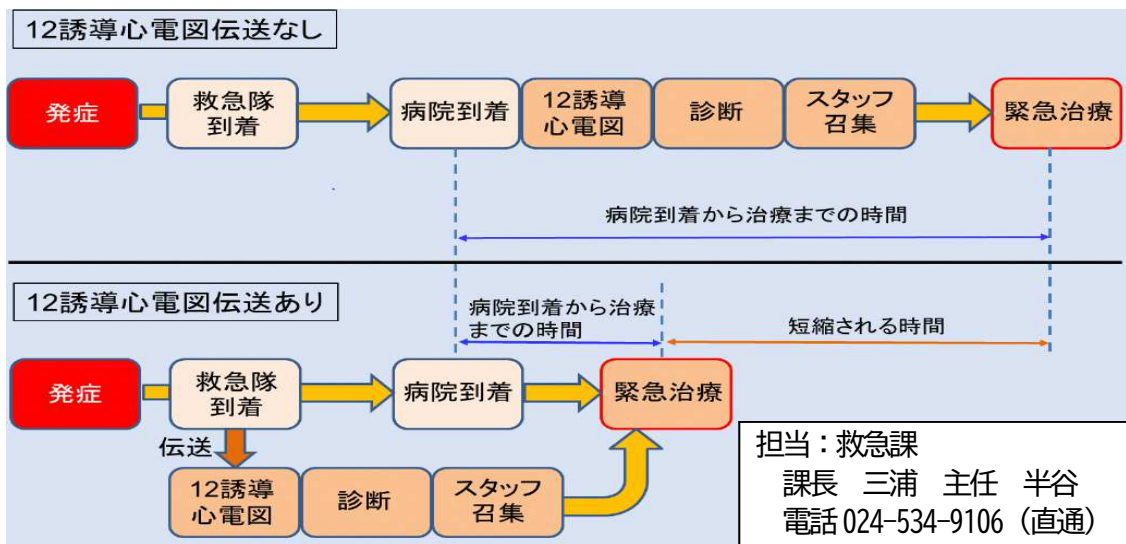 12誘導心電図伝送なし
発症
救急隊
到着
病院到着
12誘導
心電図
診断
スタッフ
召集
緊急治療
病院到着から治療までの時間
12誘導心電図伝送あり
病院到着から治療
までの時間
短縮される時間
発症
救急隊
到着
病院到着
緊急治療
伝送
12誘導
心電図
診断
スタッフ
召集
担当：救急課
課長　三浦　主任　半谷
電話024-534-9106（直通）